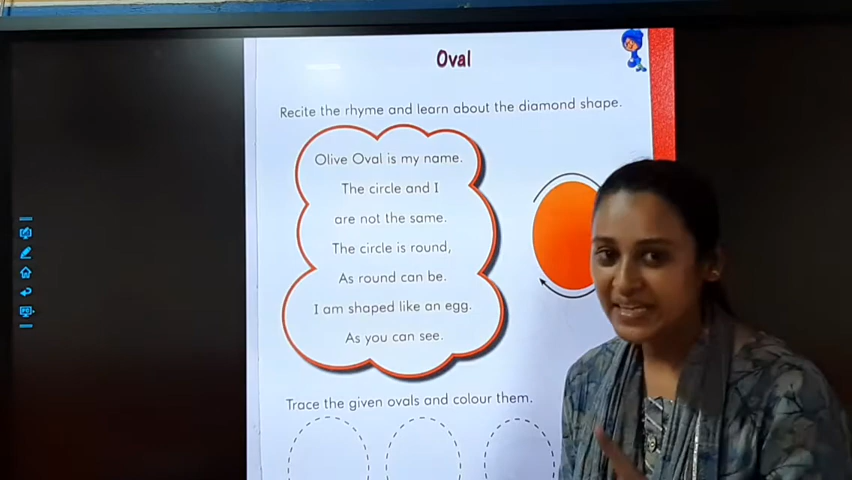 Oval
Recite the rhyme and learn about the diamond shape.
Olive Oval is my name.
The circle and I
are not the same.
The circle is round,
As round can be.
I am shaped like an egg.
As you can see.
Trace the given ovals and colour them.